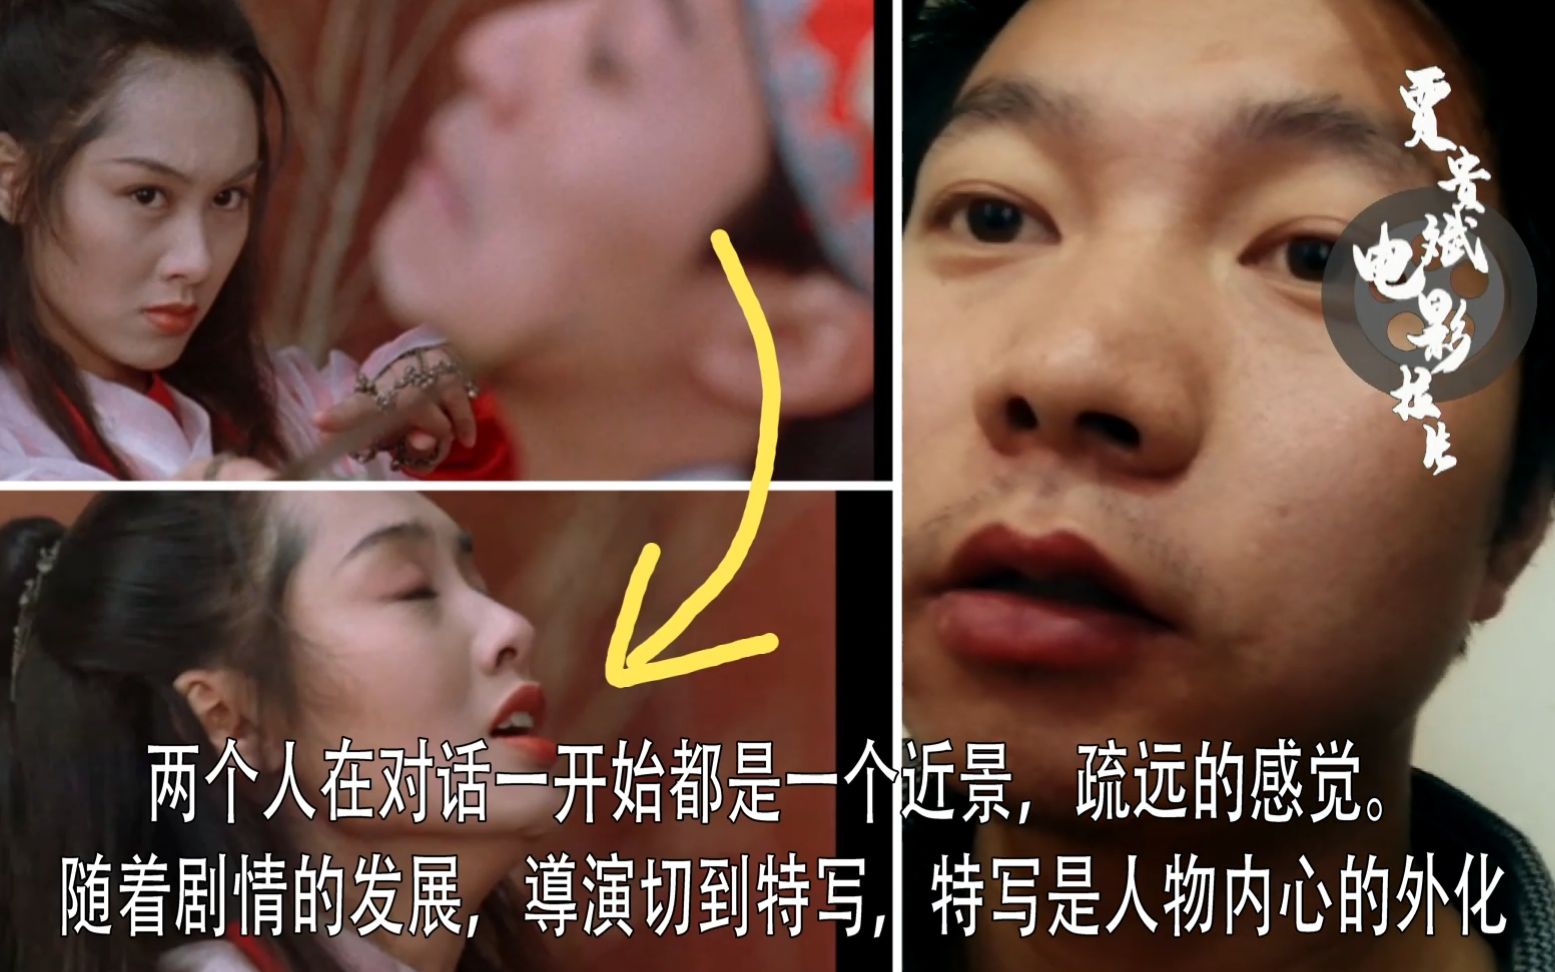 贾贵斌
电影拉片
两个人在对话一开始都是一个近景，疏远的感觉。
随着剧情的发展，導演切到特写，特写是人物内心的外化